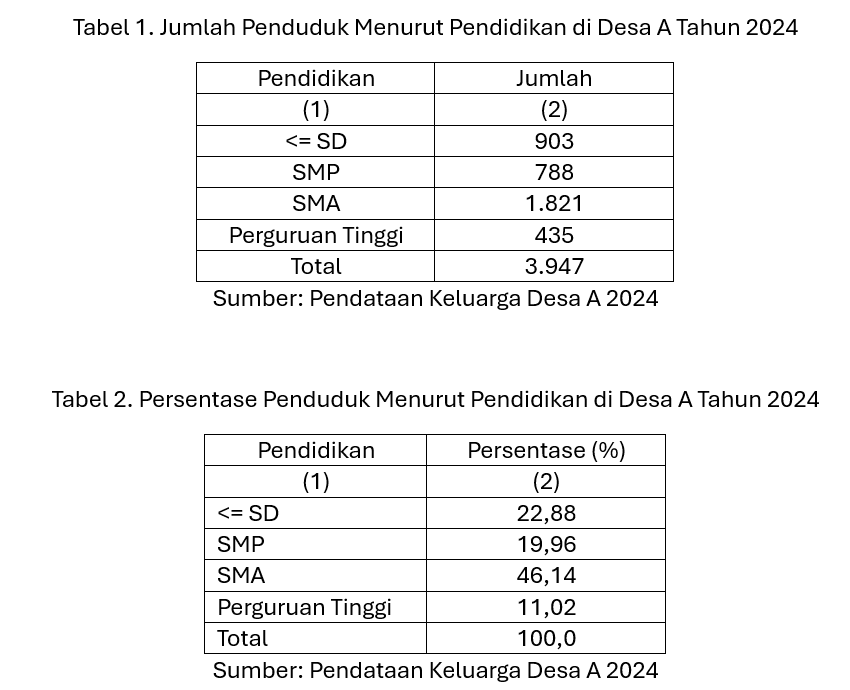 Tabel 1. Jumlah Penduduk Menurut Pendidikan di Desa A Tahun 2024
Pendidikan Jumlah
(1) (2)
<= SD 903
SMP 788
SMA 1.821
Perguruan Tinggi 435
Total 3.947
Sumber: Pendataan Keluarga Desa A 2024
Tabel 2. Persentase Penduduk Menurut Pendidikan di Desa A Tahun 2024
Pendidikan Persentase (%)
(1) (2)
<= SD 22,88
SMP 19,96
SMA 46,14
Perguruan Tinggi 11,02
Total 100,0
Sumber: Pendataan Keluarga Desa A 2024